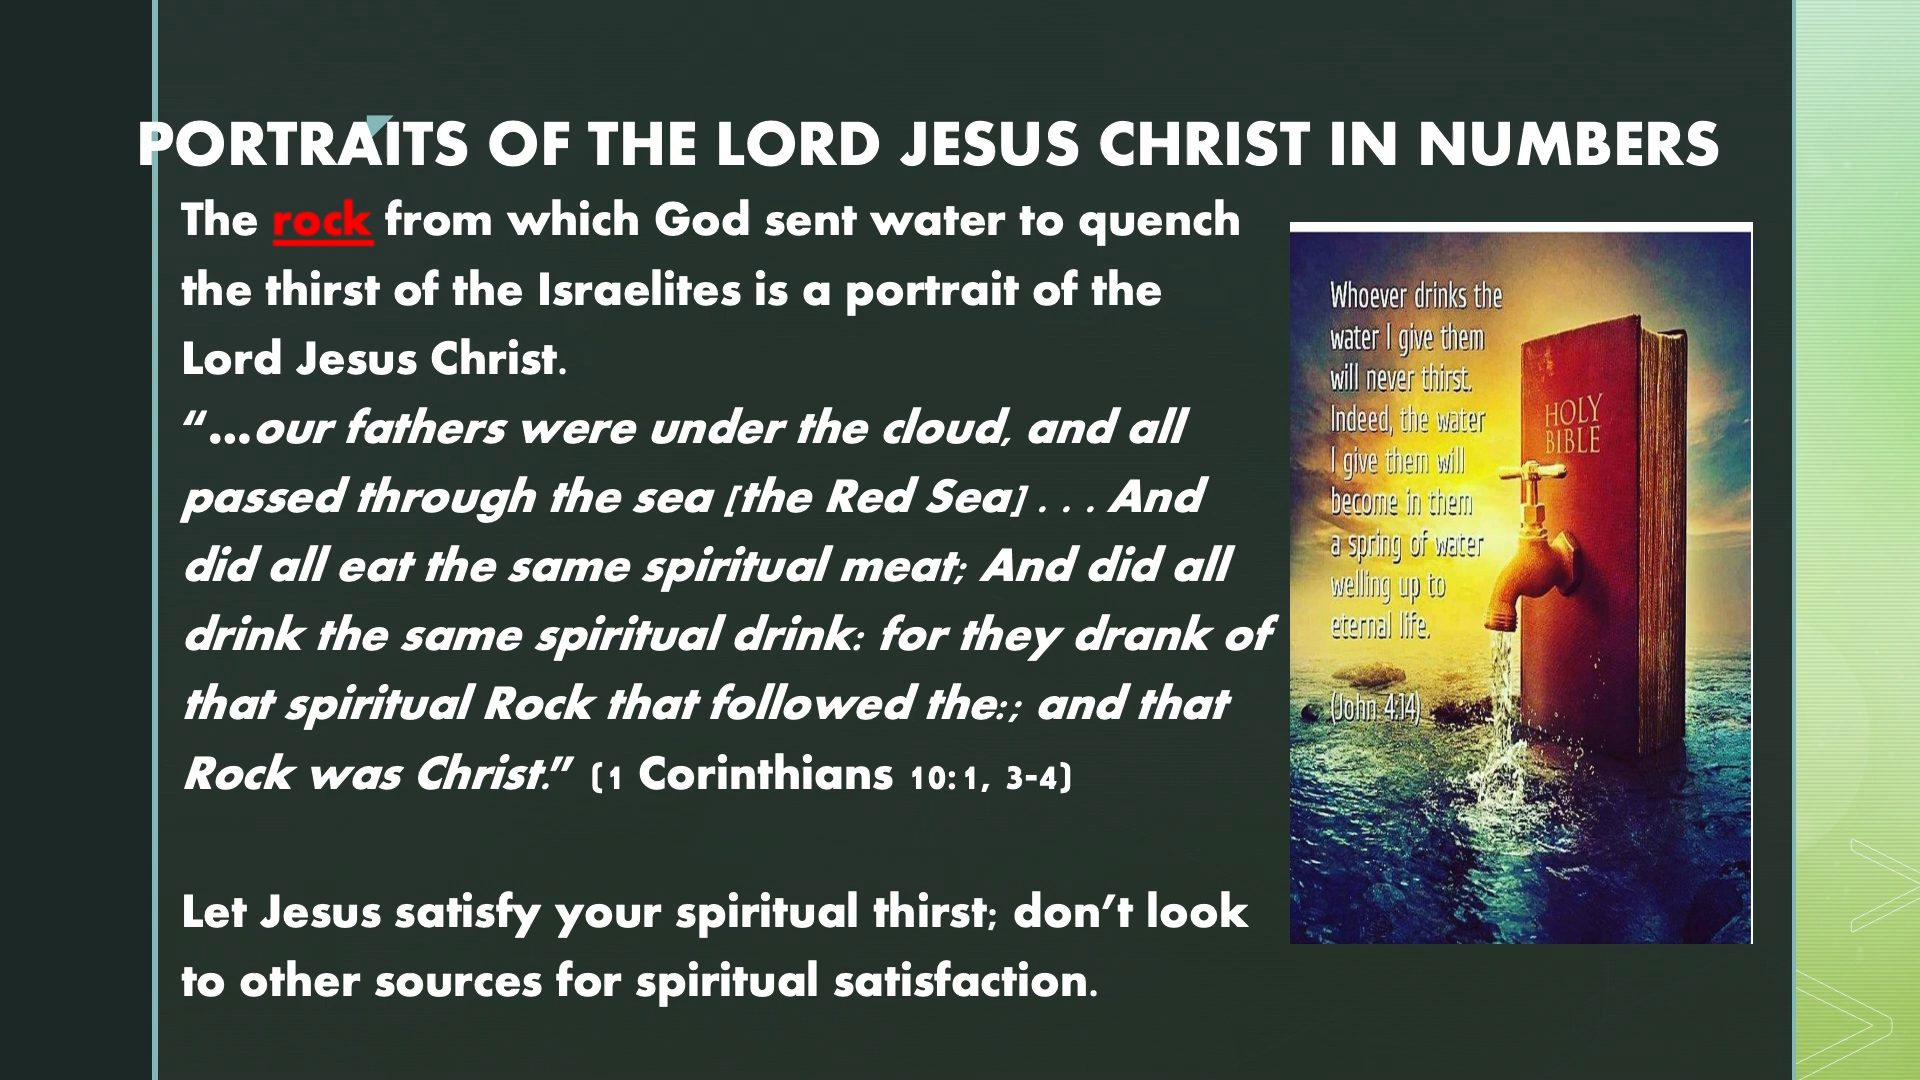 PORTRAITS OF THE LORD JESUS CHRIST IN NUMBERS
The rock from which God sent water to quench
the thirst of the Israelites is a portrait of the
Lord Jesus Christ.
“…our fathers were under the cloud, and all
passed through the sea [the Red Sea] . . . And
did all eat the same spiritual meat; And did all
drink the same spiritual drink: for they drank of
that spiritual Rock that followed the:; and that
Rock was Christ.” (1 Corinthians 10:1, 3-4)
Let Jesus satisfy your spiritual thirst; don’t look
to other sources for spiritual satisfaction.
Whoever drinks the
water I give them
will never thirst.
Indeed, the water
I give them will
become in them
a spring of water
welling up to
eternal life.
(John 4:14)
HOLY
BIBLE